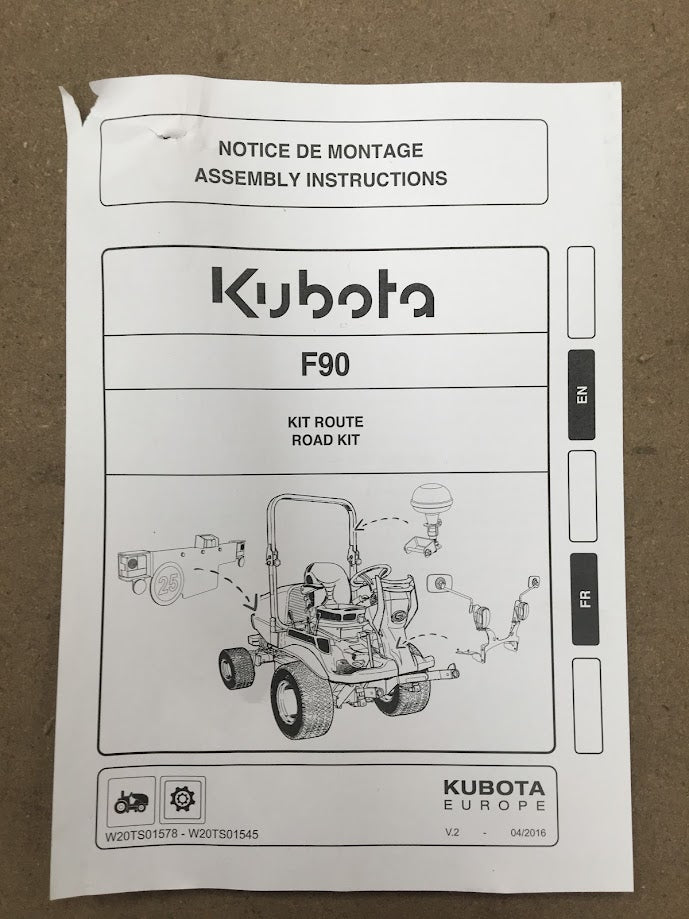 NOTICE DE MONTAGE
ASSEMBLY INSTRUCTIONS
Kubota
F90
KIT ROUTE
ROAD KIT
EN
FR
25
KUBOTA
EUROPE
W20TS01578 - W20TS01545
V.2 - 04/2016